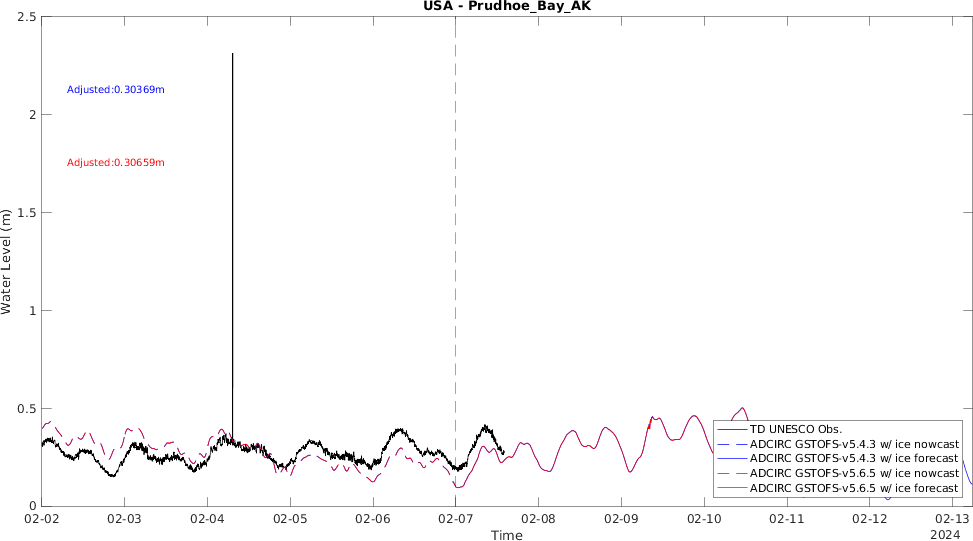 USA - Prudhoe_Bay_AK
2.5
2
1.5
1
0.5
0
Water Level (m)
Adjusted:0.30369m
Adjusted:0.30659m
TD UNESCO Obs.
ADCIRC GSTOFS-v5.4.3 w/ ice nowcast
ADCIRC GSTOFS-v5.4.3 w/ ice forecast
ADCIRC GSTOFS-v5.6.5 w/ ice nowcast
ADCIRC GSTOFS-v5.6.5 w/ ice forecast
02-02 02-03 02-04 02-05 02-06 02-07 02-08 02-09 02-10 02-11 02-12 02-13
Time
2024